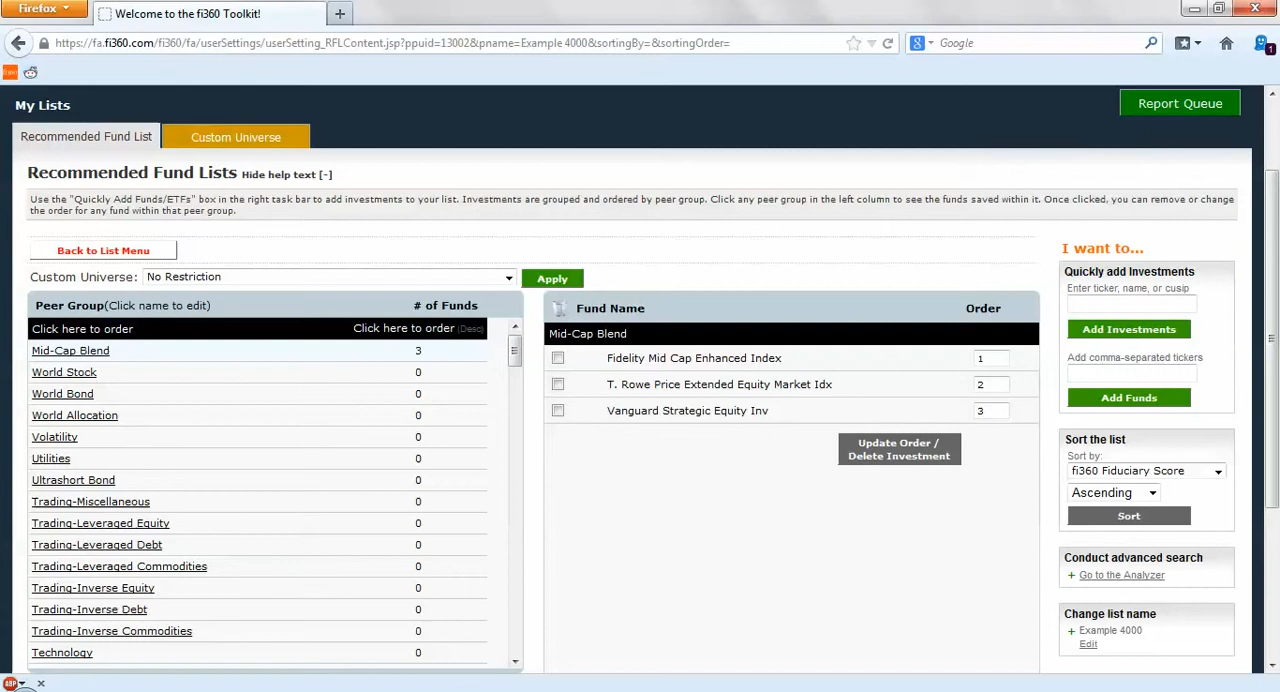 Firefox
Welcome to the fi360 Toolkit!
https://fa.fi360.com/fi360/fa/userSettings/userSetting_RFLContent.jsp?ppuid=13002&pname=Example 4000&sortingBy=&sortingOrder=
Google
1
My Lists
Report Queue
Recommended Fund List
Custom Universe
Recommended Fund Lists Hide help text [-]
Use the "Quickly Add Funds/ETFs" box in the right task bar to add investments to your list. Investments are grouped and ordered by peer group. Click any peer group in the left column to see the funds saved within it. Once clicked, you can remove or change
the order for any fund within that peer group.
Back to List Menu
Custom Universe: No Restriction
Apply
Peer Group(Click name to edit) # of Funds
Click here to order Click here to order (Desc)
Mid-Cap Blend 3
World Stock 0
World Bond 0
World Allocation 0
Volatility 0
Utilities 0
Ultrashort Bond 0
Trading-Miscellaneous 0
Trading-Leveraged Equity 0
Trading-Leveraged Debt 0
Trading-Leveraged Commodities 0
Trading-Inverse Equity 0
Trading-Inverse Debt 0
Trading-Inverse Commodities 0
Technology 0
Fund Name Order
Mid-Cap Blend
Fidelity Mid Cap Enhanced Index 1
T. Rowe Price Extended Equity Market Idx 2
Vanguard Strategic Equity Inv 3
Update Order /
Delete Investment
I want to...
Quickly add Investments
Enter ticker, name, or cusip
Add Investments
Add comma-separated tickers
Add Funds
Sort the list
Sort by:
fi360 Fiduciary Score
Ascending
Sort
Conduct advanced search
+ Go to the Analyzer
Change list name
+ Example 4000
Edit
ABP